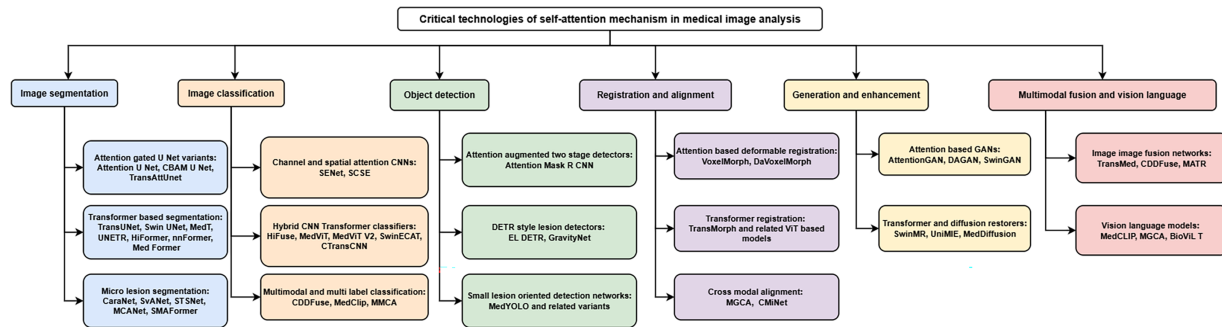 Critical technologies of self-attention mechanism in medical image analysis
Image segmentation
Image classification
Object detection
Registration and alignment
Generation and enhancement
Multimodal fusion and vision language
Attention gated U Net variants:
Attention U Net, CBAM U Net,
TransAttUnet
Transformer based segmentation:
TransUNet, Swin UNet, MedT,
UNETR, HiFormer, nnFormer,
Med Former
Micro lesion segmentation:
CaraNet, SvANet, STSNet,
MCANet, SMAFormer
Channel and spatial attention CNNs:
SENet, SCSE
Hybrid CNN Transformer classifiers:
HiFuse, MedViT, MedViT V2, SwinECAT,
CTransCNN
Multimodal and multi label classification:
CDDFuse, MedClip, MMCA
Attention augmented two stage detectors:
Attention Mask R CNN
DETR style lesion detectors:
EL DETR, GravityNet
Small lesion oriented detection networks:
MedYOLO and related variants
Attention based deformable registration:
VoxelMorph, DaVoxelMorph
Transformer registration:
TransMorph and related ViT based
models
Cross modal alignment:
MGCA, CMiNet
Attention based GANs:
AttentionGAN, DAGAN, SwinGAN
Transformer and diffusion restorers:
SwinMR, UniMIE, MedDiffusion
Image image fusion networks:
TransMed, CDDFuse, MATR
Vision language models:
MedCLIP, MGCA, BioViL T